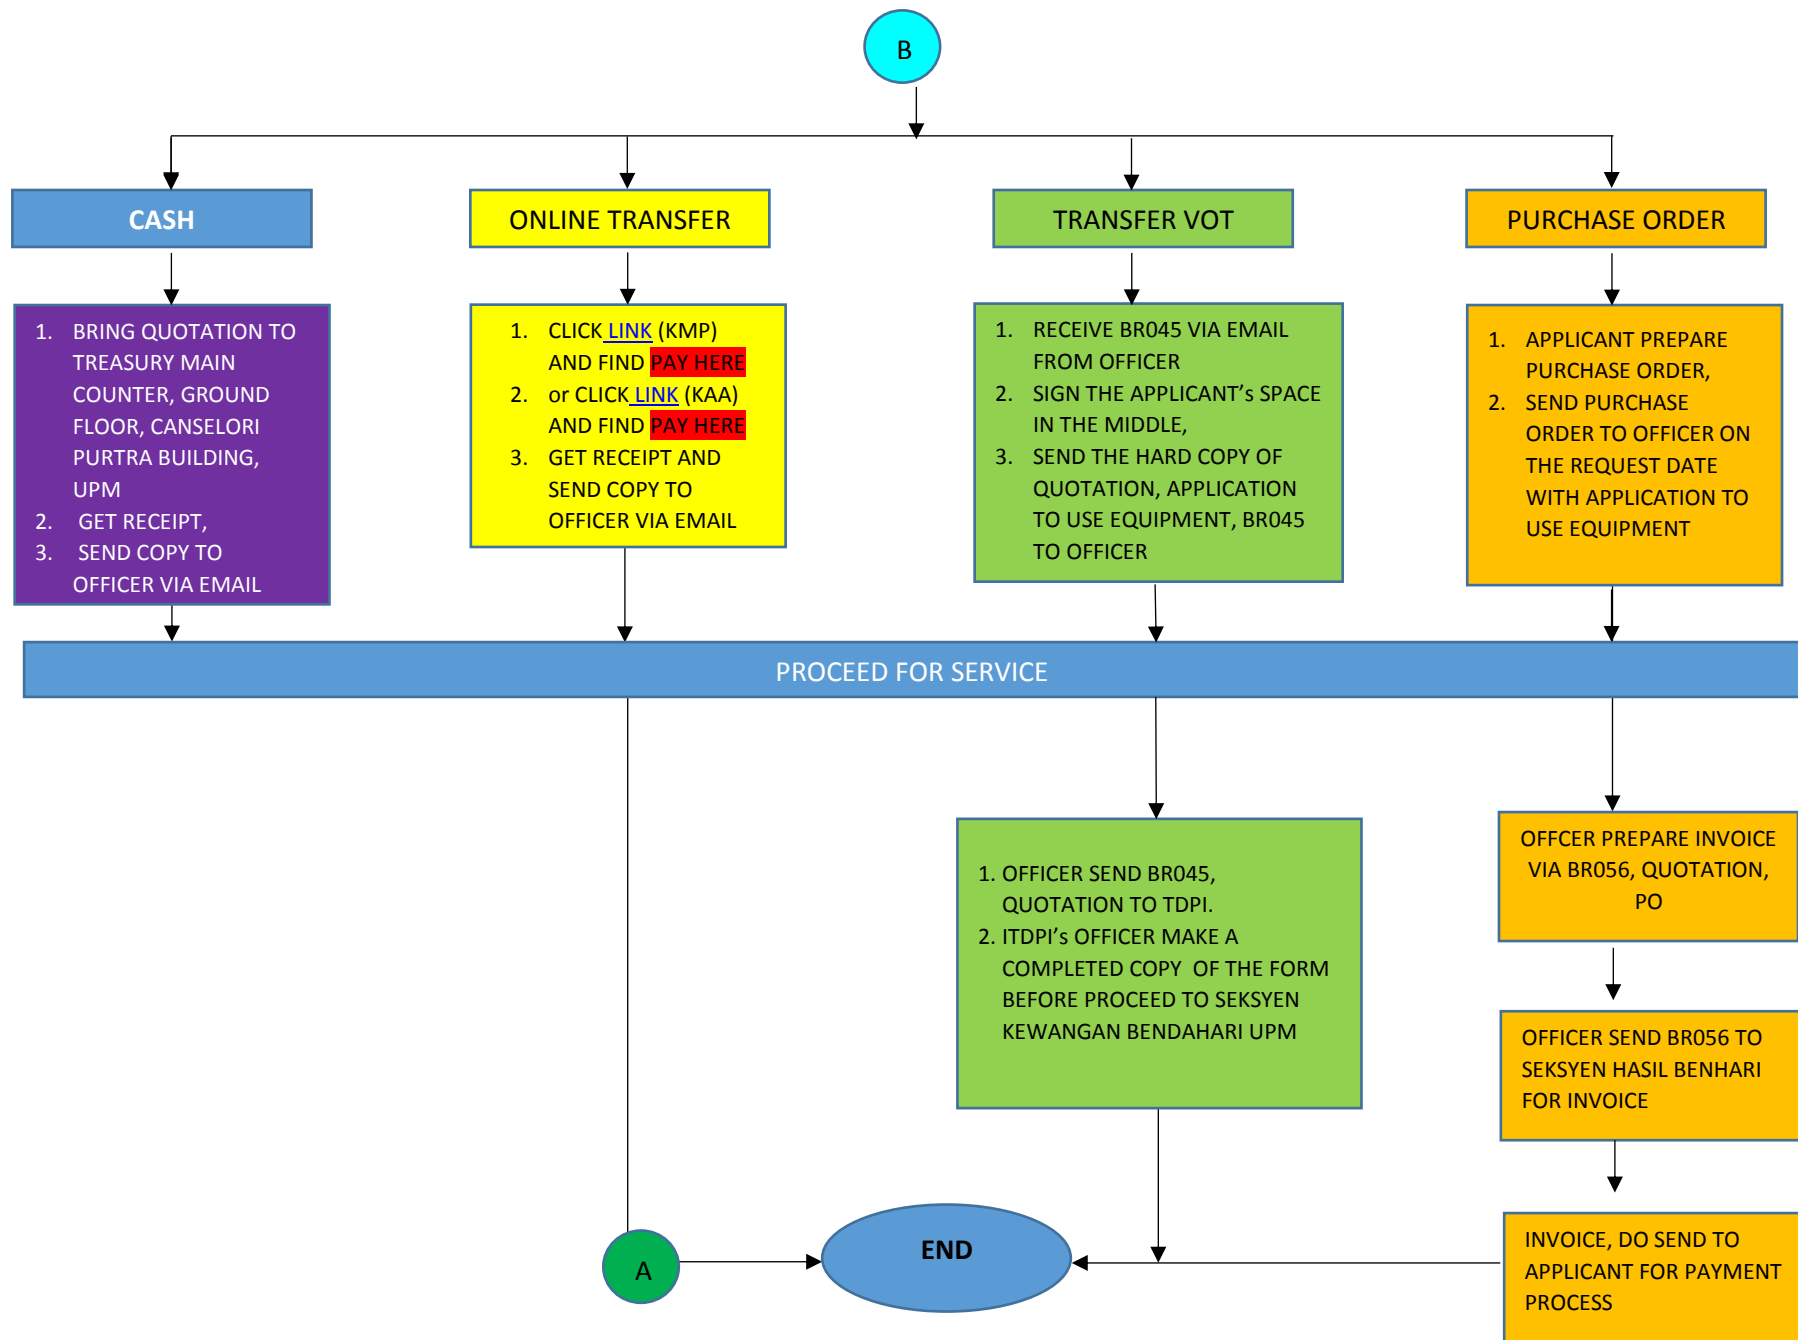 B
CASH
ONLINE TRANSFER
TRANSFER VOT
PURCHASE ORDER
1. BRING QUOTATION TO
TREASURY MAIN
COUNTER, GROUND
FLOOR, CANSELORI
PURTRA BUILDING,
UPM
2. GET RECEIPT,
3. SEND COPY TO
OFFICER VIA EMAIL
1. CLICK LINK (KMP)
AND FIND PAY HERE
2. or CLICK LINK (KAA)
AND FIND PAY HERE
3. GET RECEIPT AND
SEND COPY TO
OFFICER VIA EMAIL
1. RECEIVE BR045 VIA EMAIL
FROM OFFICER
2. SIGN THE APPLICANT's SPACE
IN THE MIDDLE,
3. SEND THE HARD COPY OF
QUOTATION, APPLICATION
TO USE EQUIPMENT, BR045
TO OFFICER
1. APPLICANT PREPARE
PURCHASE ORDER,
2. SEND PURCHASE
ORDER TO OFFICER ON
THE REQUEST DATE
WITH APPLICATION TO
USE EQUIPMENT
PROCEED FOR SERVICE
1. OFFICER SEND BR045,
QUOTATION TO TDPI.
2. ITDPI's OFFICER MAKE A
COMPLETED COPY OF THE FORM
BEFORE PROCEED TO SEKSYEN
KEWANGAN BENDAHARI UPM
OFFCER PREPARE INVOICE
VIA BR056, QUOTATION,
PO
OFFICER SEND BR056 TO
SEKSYEN HASIL BENHARI
FOR INVOICE
INVOICE, DO SEND TO
APPLICANT FOR PAYMENT
PROCESS
A
END